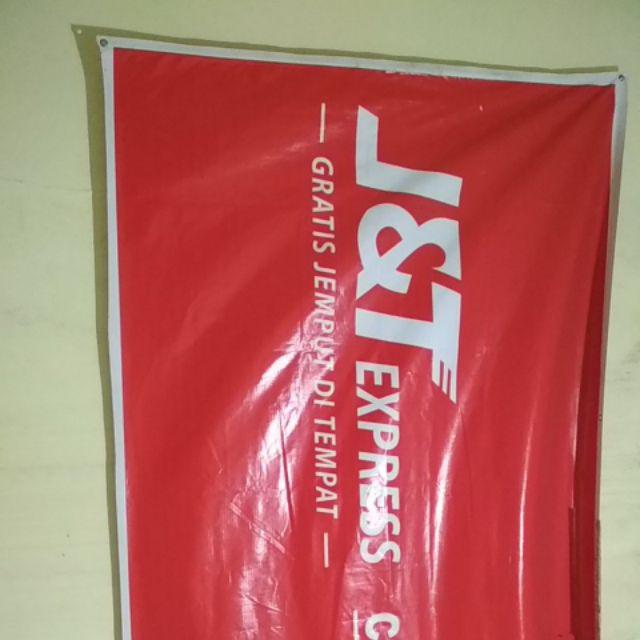 J&T EXPRESS
— GRATIS JEMPUT DI TEMPAT —